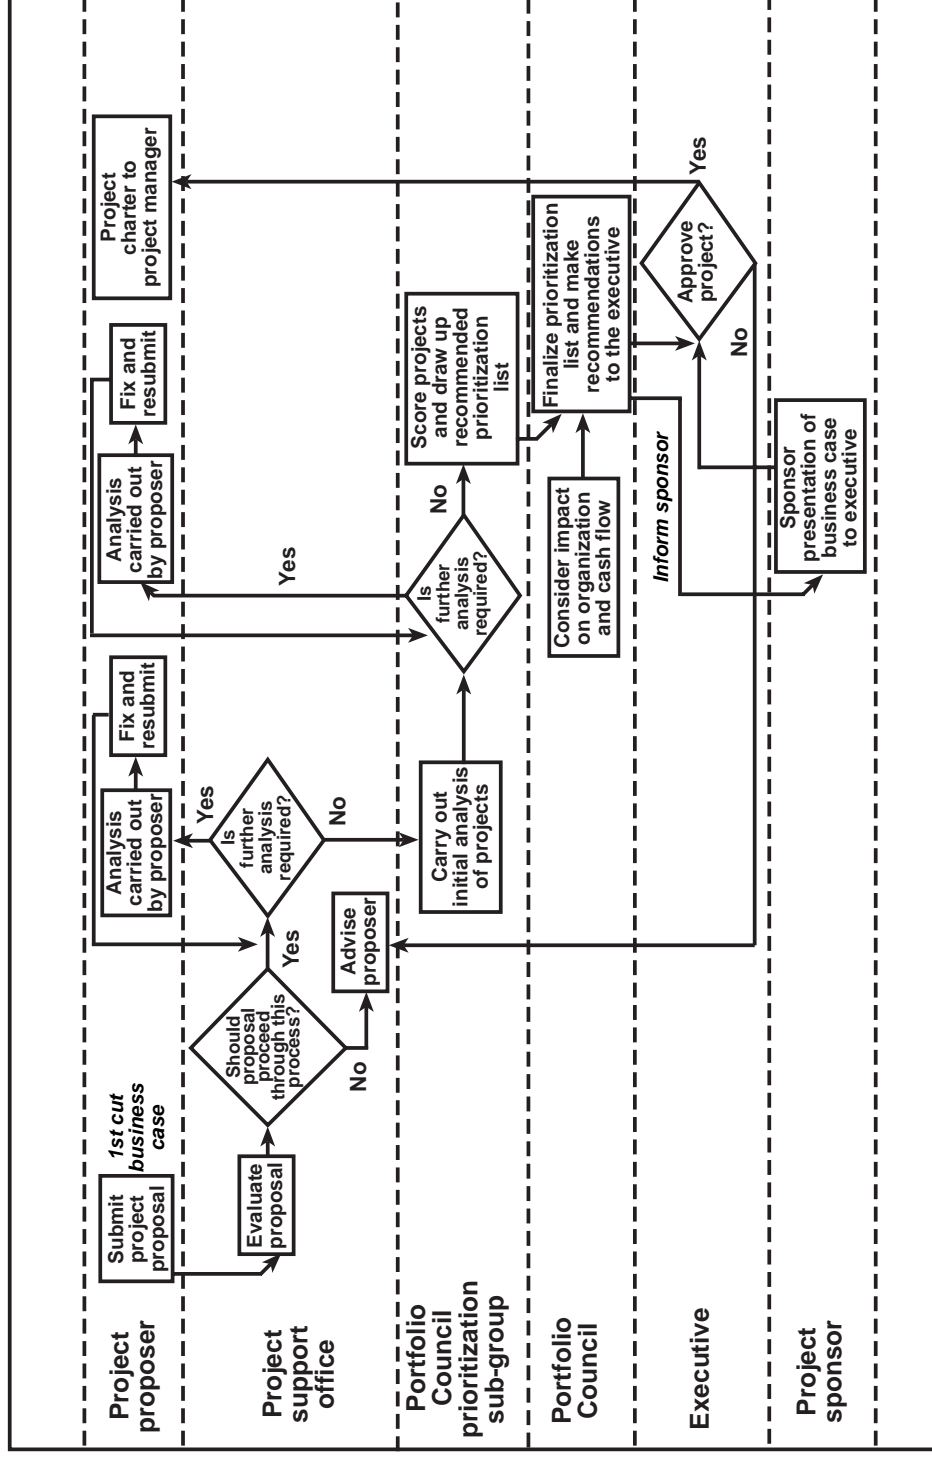 Project
proposer
Submit
project
proposal
1st cut
business
case
Analysis
carried out
by proposer
Fix and
resubmit
Analysis
carried out
by proposer
Fix and
resubmit
Project
charter to
project manager
Project
support
office
Evaluate
proposal
Should
proposal
proceed
through this
process?
Yes
No
Advise
proposer
Is
further
analysis
required?
Yes
No
Yes
Portfolio
Council
prioritization
sub-group
Carry out
initial analysis
of projects
Is
further
analysis
required?
No
Score projects
and draw up
recommended
prioritization
list
Portfolio
Council
Consider impact
on organization
and cash flow
Finalize prioritization
list and make
recommendations
to the executive
Executive
Inform sponsor
Approve
project?
Yes
No
Project
sponsor
Sponsor
presentation of
business case
to executive